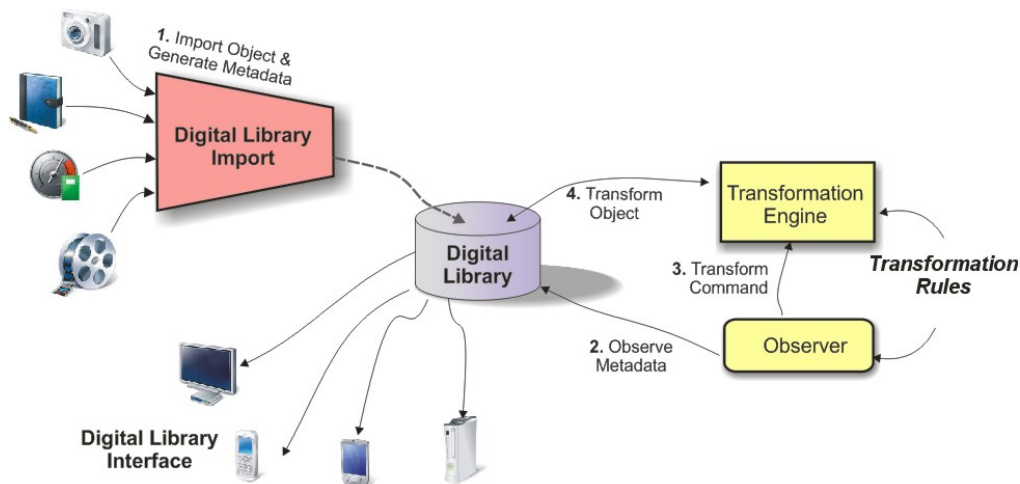 1. Import Object &
Generate Metadata
Digital Library
Import
4. Transform
Object
Transformation
Engine
Digital
Library
3. Transform
Command
Transformation
Rules
2. Observe
Metadata
Observer
Digital Library
Interface